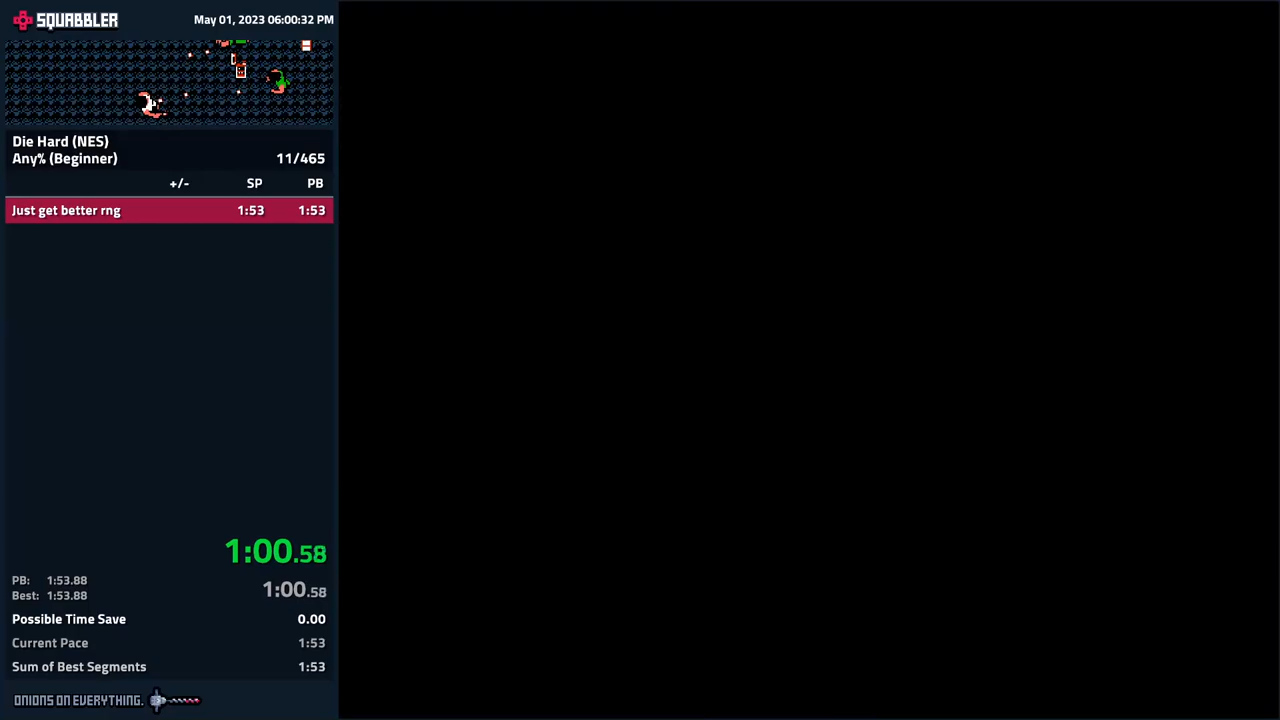 SQUABBLER
May 01, 2023 06:00:32 PM
Die Hard (NES)
Any% (Beginner) 11/465
+/- SP PB
Just get better rng 1:53 1:53
1:00.58
PB: 1:53.88
Best: 1:53.88
1:00.58
Possible Time Save 0.00
Current Pace 1:53
Sum of Best Segments 1:53
ONIONS ON EVERYTHING.